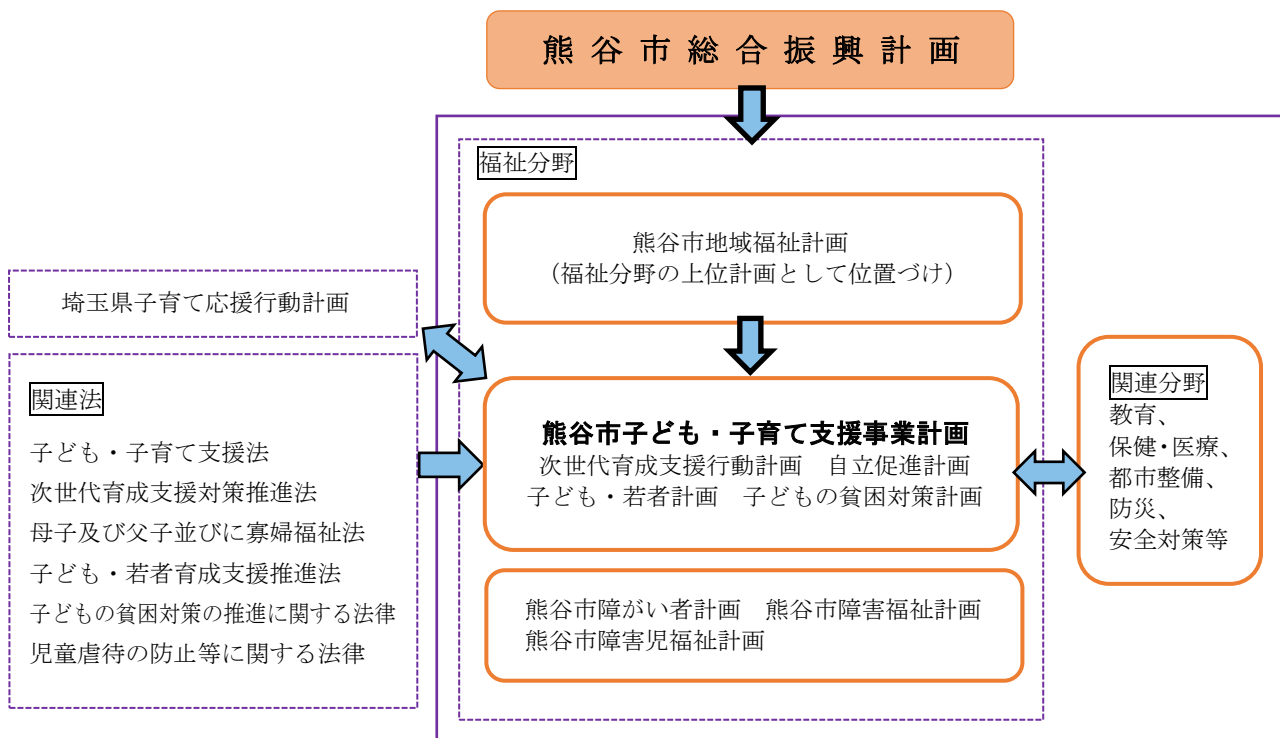 熊谷市総合振興計画
福祉分野
熊谷市地域福祉計画
（福祉分野の上位計画として位置づけ）
埼玉県子育て応援行動計画
関連法
子ども・子育て支援法
次世代育成支援対策推進法
母子及び父子並びに寡婦福祉法
子ども・若者育成支援推進法
子どもの貧困対策の推進に関する法律
児童虐待の防止等に関する法律
熊谷市子ども・子育て支援事業計画
次世代育成支援行動計画　自立促進計画
子ども・若者計画　子どもの貧困対策計画
関連分野
教育、
保健・医療、
都市整備、
防災、
安全対策等
熊谷市障がい者計画　熊谷市障害福祉計画
熊谷市障害児福祉計画